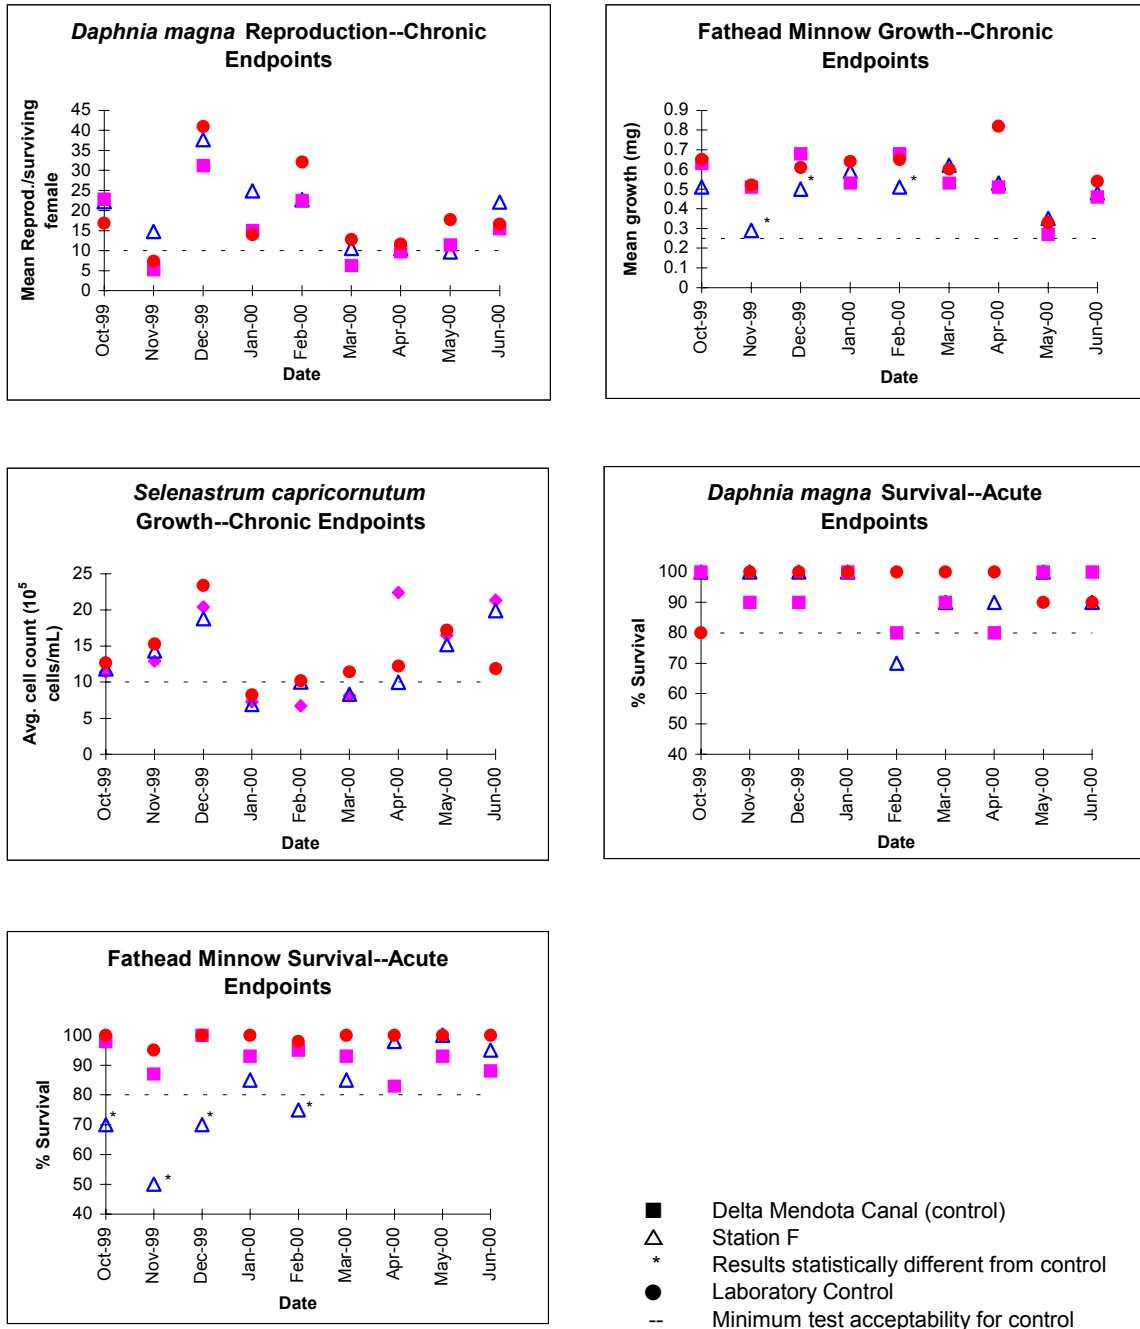 Daphnia magna Reproduction--Chronic
Endpoints
Mean Reprod./surviving
female
45
40
35
30
25
20
15
10
5
0
Oct-99
Nov-99
Dec-99
Jan-00
Feb-00
Mar-00
Apr-00
May-00
Jun-00
Date
Fathead Minnow Growth--Chronic
Endpoints
Mean growth (mg)
0.9
0.8
0.7
0.6
0.5
0.4
0.3
0.2
0.1
0
*
*
*
Oct-99
Nov-99
Dec-99
Jan-00
Feb-00
Mar-00
Apr-00
May-00
Jun-00
Date
Selenastrum capricornutum
Growth--Chronic Endpoints
Avg. cell count (10⁵
cells/mL)
25
20
15
10
5
0
Oct-99
Nov-99
Dec-99
Jan-00
Feb-00
Mar-00
Apr-00
May-00
Jun-00
Date
Daphnia magna Survival--Acute
Endpoints
% Survival
100
90
80
70
60
50
40
Oct-99
Nov-99
Dec-99
Jan-00
Feb-00
Mar-00
Apr-00
May-00
Jun-00
Date
Fathead Minnow Survival--Acute
Endpoints
% Survival
100
90
80
70
60
50
40
*
*
*
*
Oct-99
Nov-99
Dec-99
Jan-00
Feb-00
Mar-00
Apr-00
May-00
Jun-00
Date
Delta Mendota Canal (control)
Station F
* Results statistically different from control
Laboratory Control
-- Minimum test acceptability for control